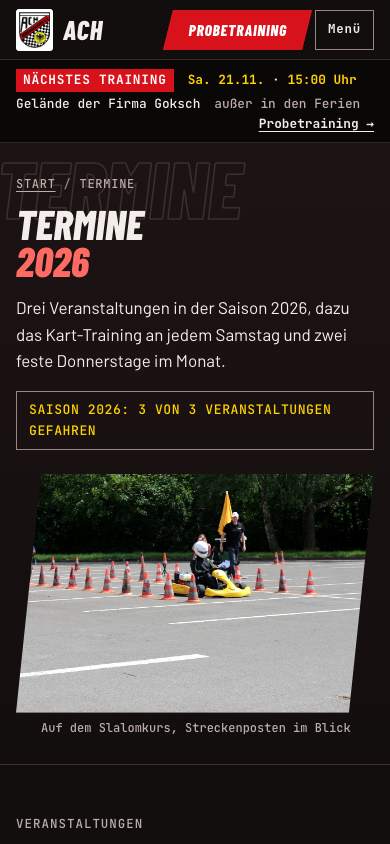 ACH
ACH
PROBETRAINING
Menü
NÄCHSTES TRAINING Sa. 21.11. · 15:00 Uhr
Gelände der Firma Goksch außer in den Ferien
Probetraining →
TERMINE
START / TERMINE
TERMINE
2026
Drei Veranstaltungen in der Saison 2026, dazu
das Kart-Training an jedem Samstag und zwei
feste Donnerstage im Monat.
SAISON 2026: 3 VON 3 VERANSTALTUNGEN
GEFAHREN
Auf dem Slalomkurs, Streckenposten im Blick
VERANSTALTUNGEN